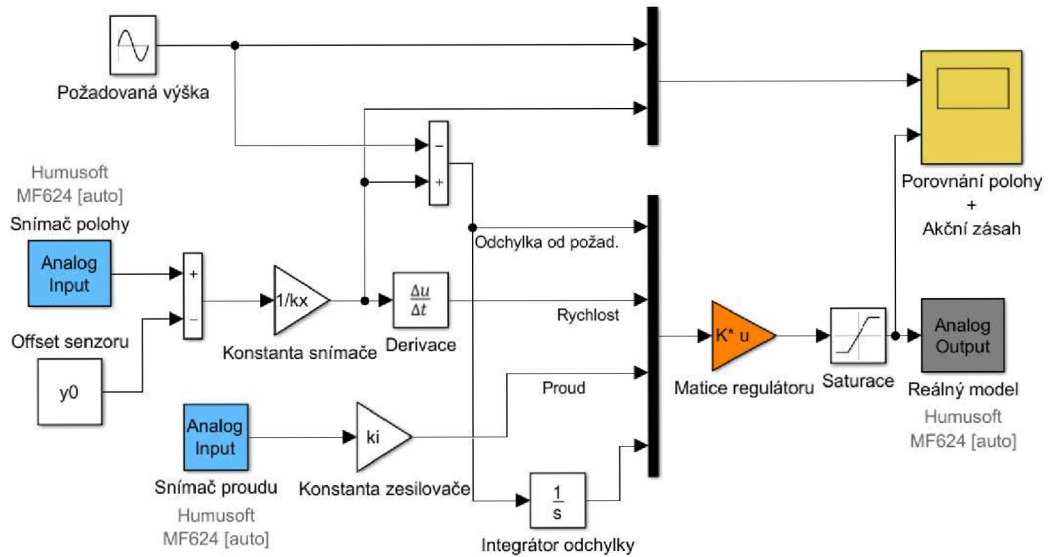 Požadovaná výška
Humusoft
MF624 [auto]
Snímač polohy
Analog
Input
+
−
Offset senzoru
y0
1/kx
Konstanta snímače
−
+
Δu
Δt
Derivace
Odchylka od požad.
Rychlost
Proud
Analog
Input
Snímač proudu
Humusoft
MF624 [auto]
ki
Konstanta zesilovače
1
s
Integrátor odchylky
K* u
Matice regulátoru
Saturace
Porovnání polohy
+
Akční zásah
Analog
Output
Reálný model
Humusoft
MF624 [auto]